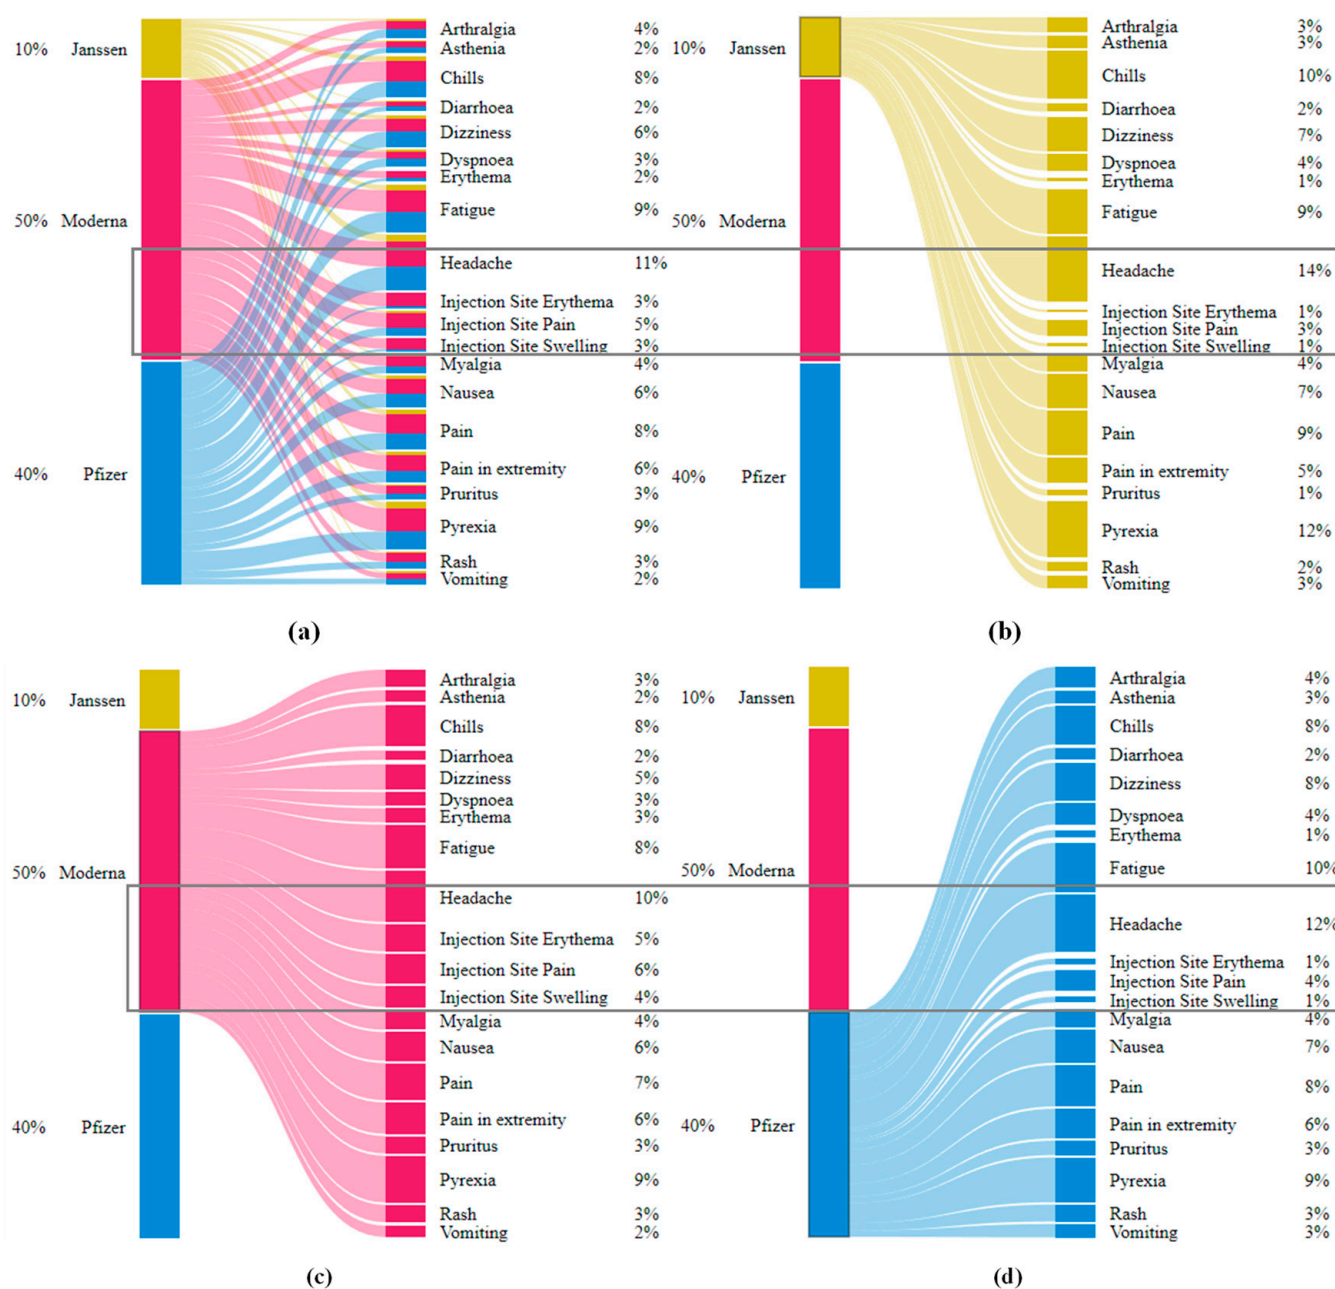 10% Janssen
50% Moderna
40% Pfizer
Arthralgia 4%
Asthenia 2%
Chills 8%
Diarrhoea 2%
Dizziness 6%
Dyspnoea 3%
Erythema 2%
Fatigue 9%
Headache 11%
Injection Site Erythema 3%
Injection Site Pain 5%
Injection Site Swelling 3%
Myalgia 4%
Nausea 6%
Pain 8%
Pain in extremity 6%
Pruritus 3%
Pyrexia 9%
Rash 3%
Vomiting 2%
(a)
10% Janssen
50% Moderna
40% Pfizer
Arthralgia 3%
Asthenia 3%
Chills 10%
Diarrhoea 2%
Dizziness 7%
Dyspnoea 4%
Erythema 1%
Fatigue 9%
Headache 14%
Injection Site Erythema 1%
Injection Site Pain 3%
Injection Site Swelling 1%
Myalgia 4%
Nausea 7%
Pain 9%
Pain in extremity 5%
Pruritus 1%
Pyrexia 12%
Rash 2%
Vomiting 3%
(b)
10% Janssen
50% Moderna
40% Pfizer
Arthralgia 3%
Asthenia 2%
Chills 8%
Diarrhoea 2%
Dizziness 5%
Dyspnoea 3%
Erythema 3%
Fatigue 8%
Headache 10%
Injection Site Erythema 5%
Injection Site Pain 6%
Injection Site Swelling 4%
Myalgia 4%
Nausea 6%
Pain 7%
Pain in extremity 6%
Pruritus 3%
Pyrexia 9%
Rash 3%
Vomiting 2%
(c)
10% Janssen
50% Moderna
40% Pfizer
Arthralgia 4%
Asthenia 3%
Chills 8%
Diarrhoea 2%
Dizziness 8%
Dyspnoea 4%
Erythema 1%
Fatigue 10%
Headache 12%
Injection Site Erythema 1%
Injection Site Pain 4%
Injection Site Swelling 1%
Myalgia 4%
Nausea 7%
Pain 8%
Pain in extremity 6%
Pruritus 3%
Pyrexia 9%
Rash 3%
Vomiting 3%
(d)